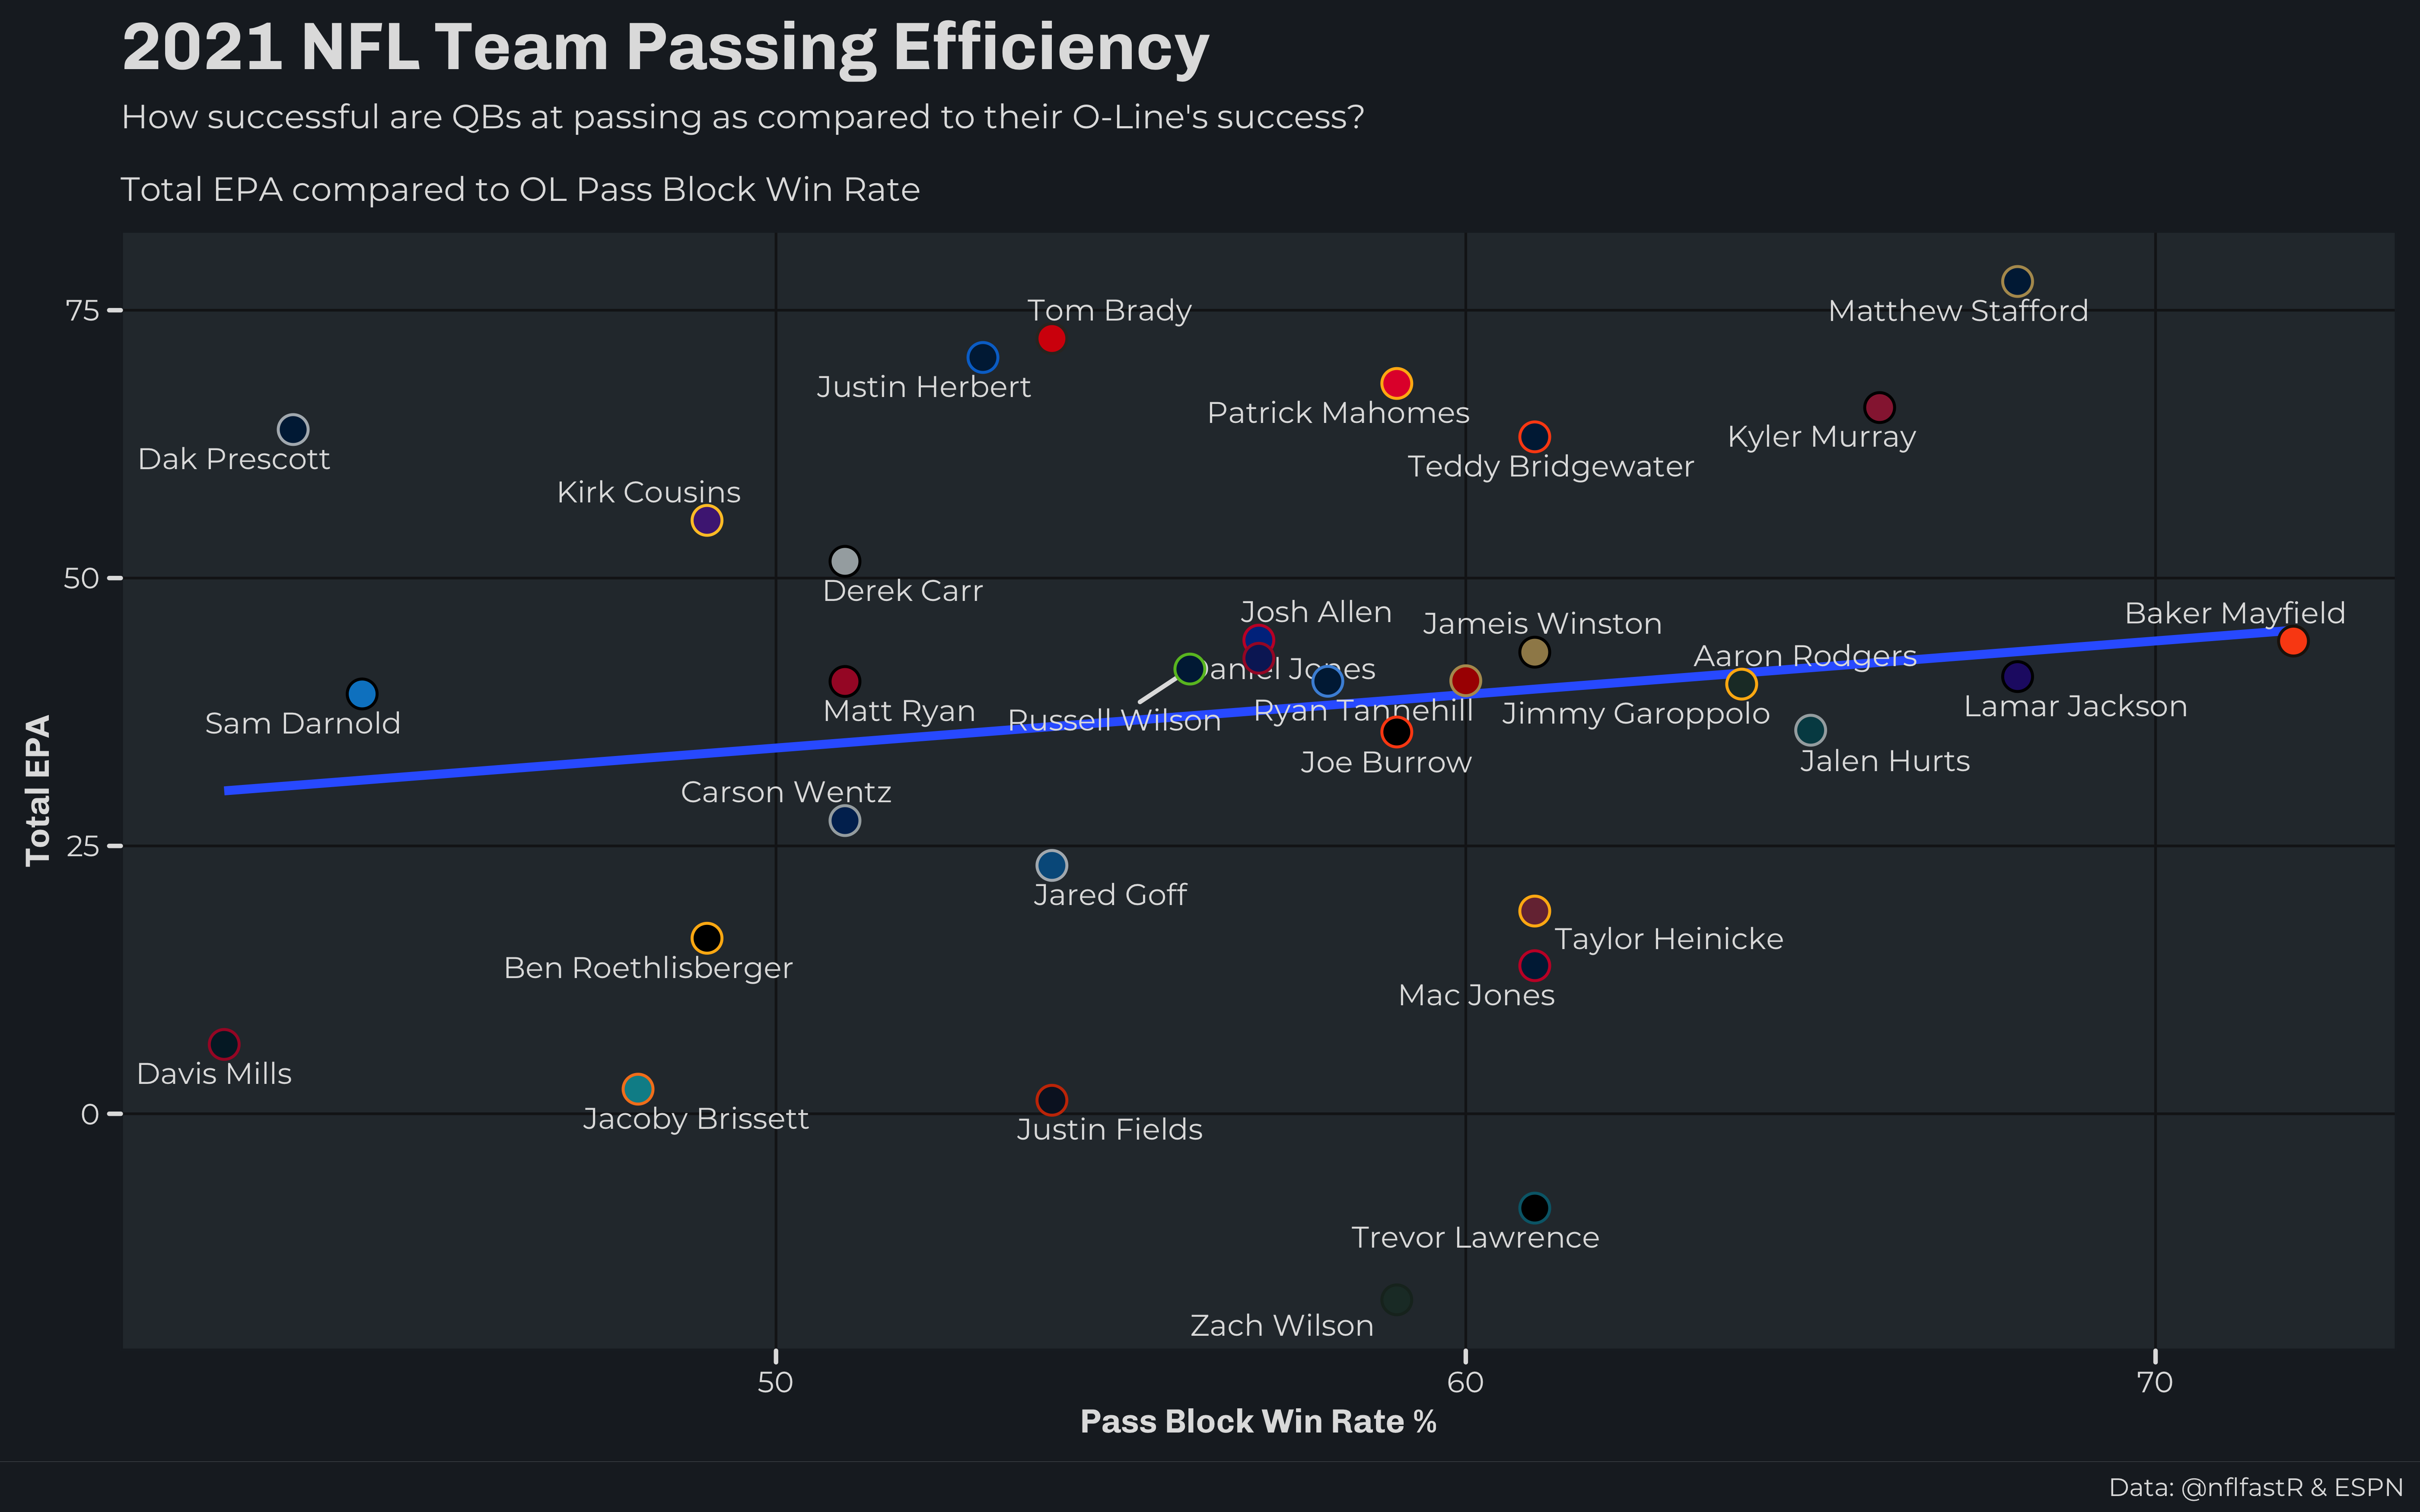 2021 NFL Team Passing Efficiency
How successful are QBs at passing as compared to their O-Line's success?
Total EPA compared to OL Pass Block Win Rate
Total EPA
75
50
25
0
Matthew Stafford
Tom Brady
Justin Herbert
Patrick Mahomes
Kyler Murray
Teddy Bridgewater
Dak Prescott
Kirk Cousins
Derek Carr
Josh Allen
Jameis Winston
Baker Mayfield
Daniel Jones
Aaron Rodgers
Sam Darnold
Matt Ryan
Russell Wilson
Ryan Tannehill
Jimmy Garoppolo
Lamar Jackson
Joe Burrow
Jalen Hurts
Carson Wentz
Jared Goff
Taylor Heinicke
Ben Roethlisberger
Mac Jones
Davis Mills
Jacoby Brissett
Justin Fields
Trevor Lawrence
Zach Wilson
50
60
70
Pass Block Win Rate %
Data: @nflfastR & ESPN